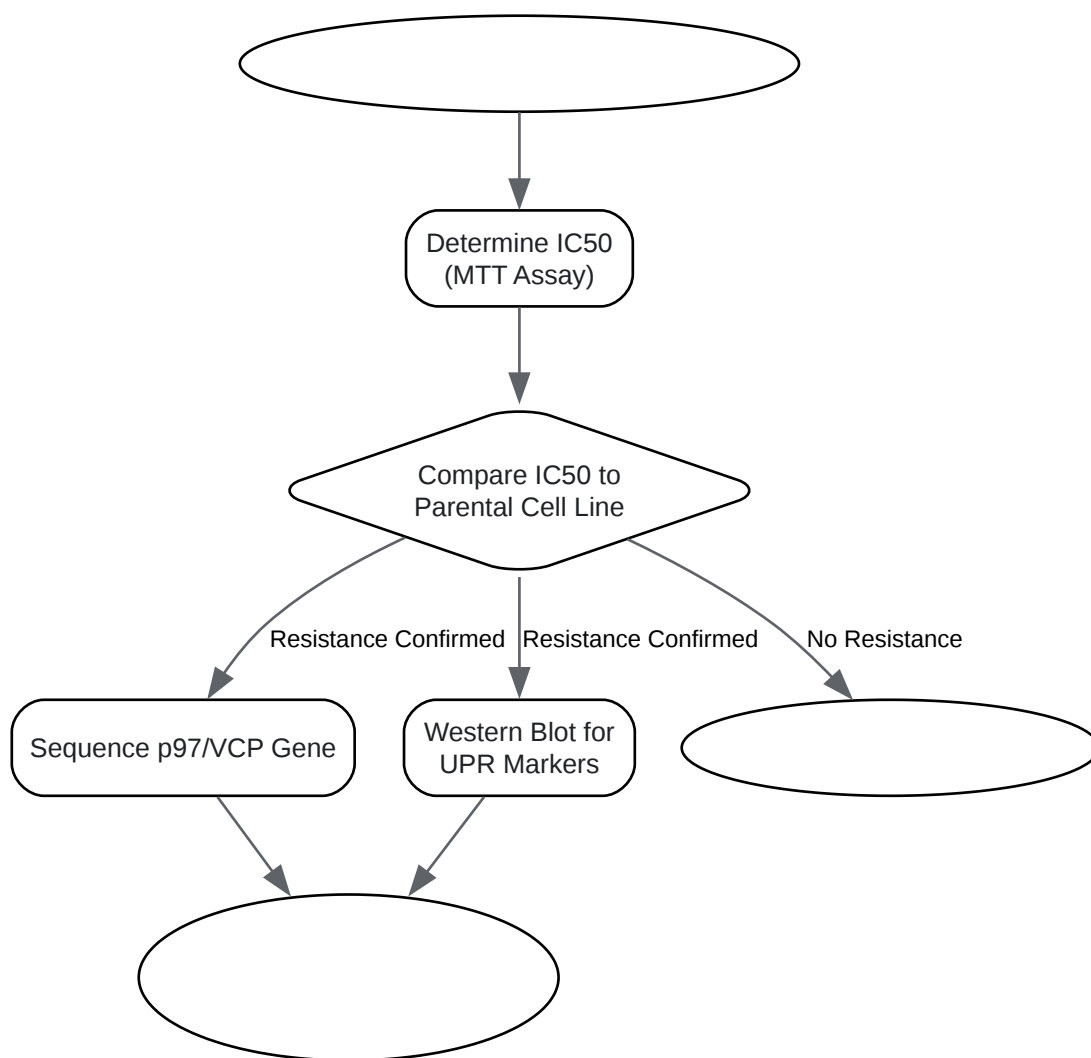 Determine IC50
(MTT Assay)
Compare IC50 to
Parental Cell Line
Resistance Confirmed
Resistance Confirmed
No Resistance
Sequence p97/VCP Gene
Western Blot for
UPR Markers